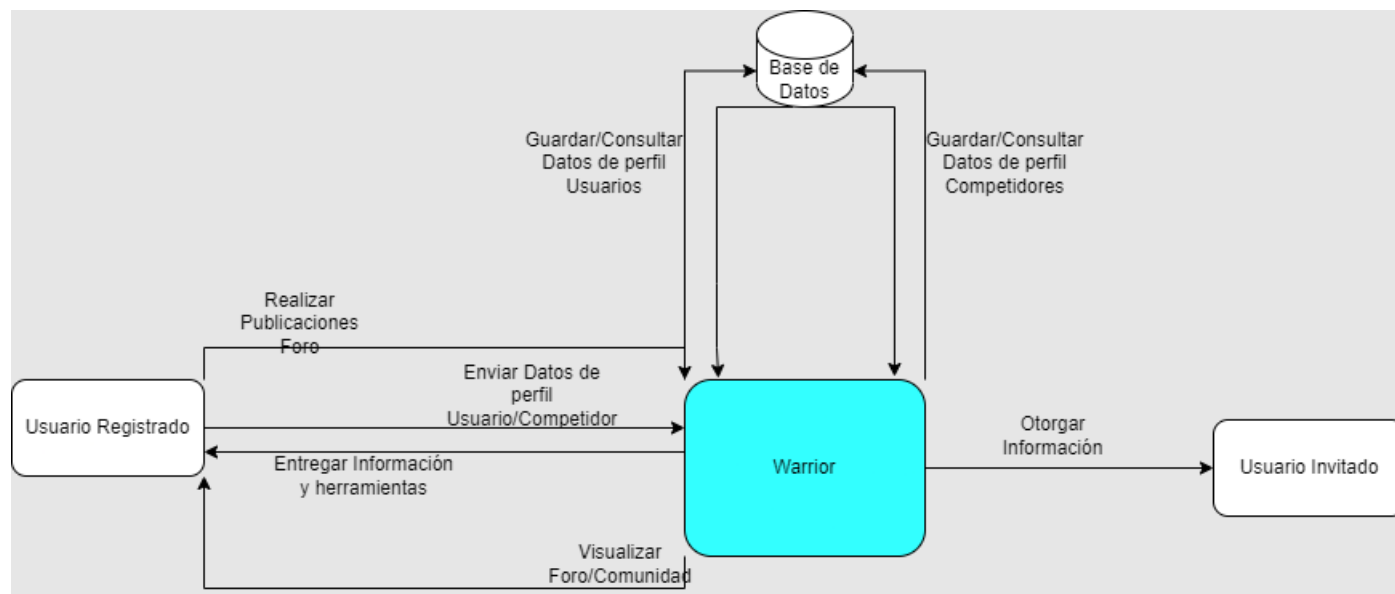 Base de
Datos
Guardar/Consultar
Datos de perfil
Usuarios
Guardar/Consultar
Datos de perfil
Competidores
Realizar
Publicaciones
Foro
Enviar Datos de
perfil
Usuario/Competidor
Usuario Registrado
Entregar Información
y herramientas
Warrior
Otorgar
Información
Usuario Invitado
Visualizar
Foro/Comunidad